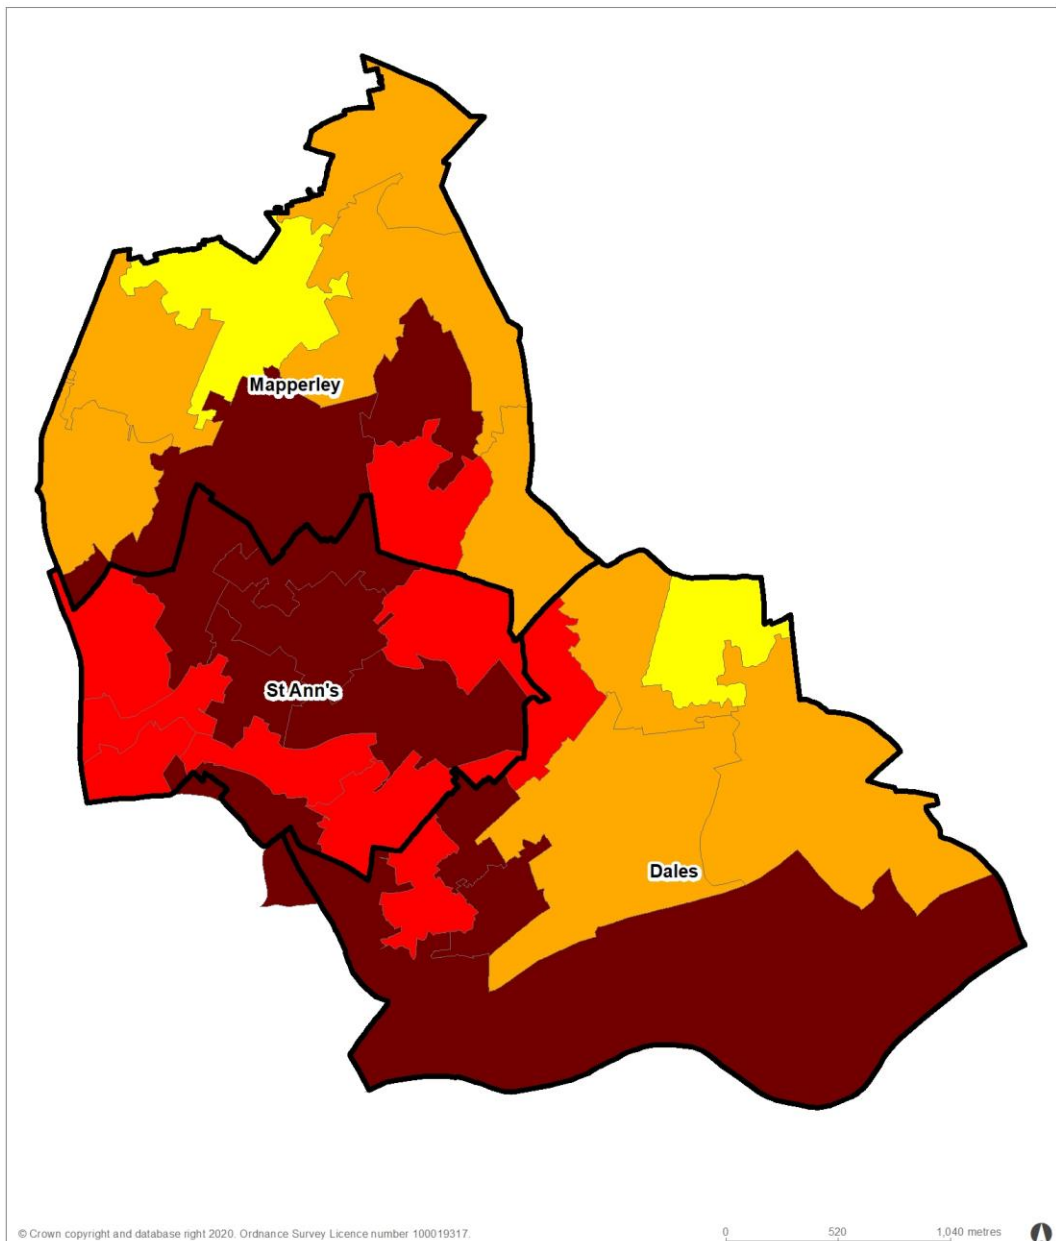 Mapperley
St Ann's
Dales
© Crown copyright and database right 2020. Ordnance Survey Licence number 100019317.
0 520 1,040 metres